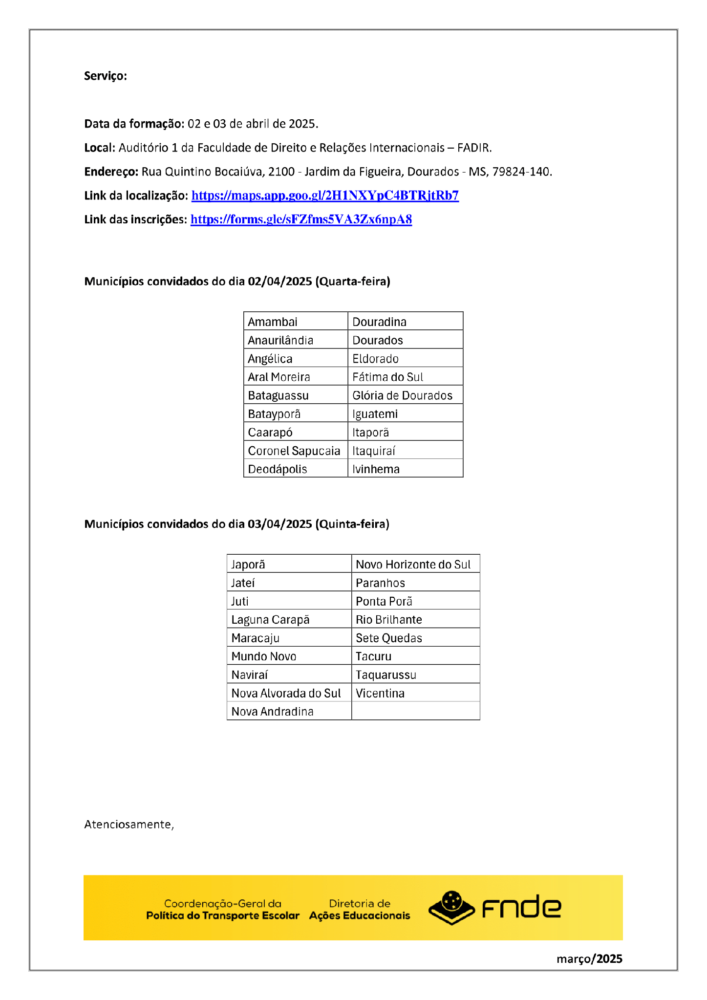 Serviço:
Data da formação: 02 e 03 de abril de 2025.
Local: Auditório 1 da Faculdade de Direito e Relações Internacionais – FADIR.
Endereço: Rua Quintino Bocaiúva, 2100 - Jardim da Figueira, Dourados - MS, 79824-140.
Link da localização: https://maps.app.goo.gl/2H1NXYpC4BTRjtRb7
Link das inscrições: https://forms.gle/sFZfms5VA3Zx6npA8
Municípios convidados do dia 02/04/2025 (Quarta-feira)
Amambai Douradina
Anaurilândia Dourados
Angélica Eldorado
Aral Moreira Fátima do Sul
Bataguassu Glória de Dourados
Batayporã Iguatemi
Caarapó Itaporã
Coronel Sapucaia Itaquiraí
Deodápolis Ivinhema
Municípios convidados do dia 03/04/2025 (Quinta-feira)
Japorã Novo Horizonte do Sul
Jateí Paranhos
Juti Ponta Porã
Laguna Carapã Rio Brilhante
Maracaju Sete Quedas
Mundo Novo Tacuru
Naviraí Taquarussu
Nova Alvorada do Sul Vicentina
Nova Andradina
Atenciosamente,
Coordenação-Geral da Diretoria de
Política do Transporte Escolar Ações Educacionais
fnde
março/2025